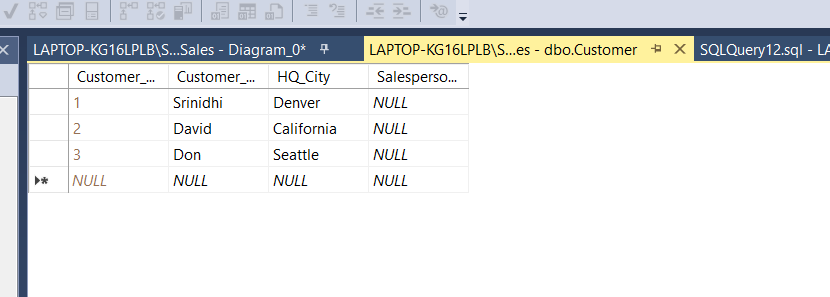 LAPTOP-KG16LPLB\S...Sales - Diagram_0* LAPTOP-KG16LPLB\S...es - dbo.Customer SQLQuery12.sql - LA
Customer_... Customer_... HQ_City Salesperso...
1 Srinidhi Denver NULL
2 David California NULL
3 Don Seattle NULL
NULL NULL NULL NULL